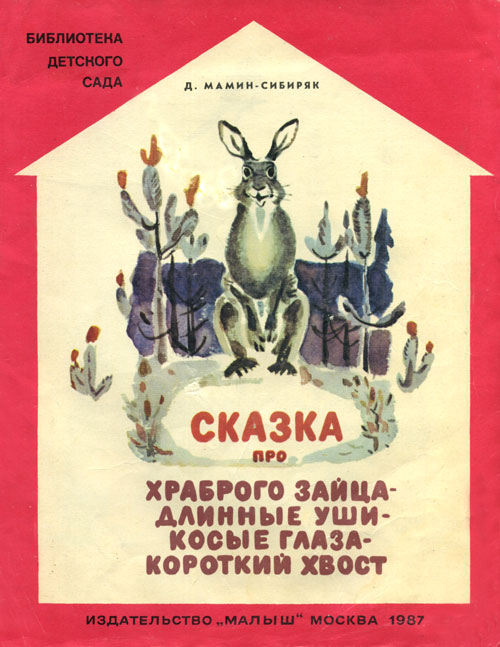 БИБЛИОТЕКА
ДЕТСКОГО
САДА
Д. МАМИН-СИБИРЯК
СКАЗКА
ПРО
ХРАБРОГО ЗАЙЦА-
ДЛИННЫЕ УШИ-
КОСЫЕ ГЛАЗА-
КОРОТКИЙ ХВОСТ
ИЗДАТЕЛЬСТВО „МАЛЫШ" МОСКВА 1987